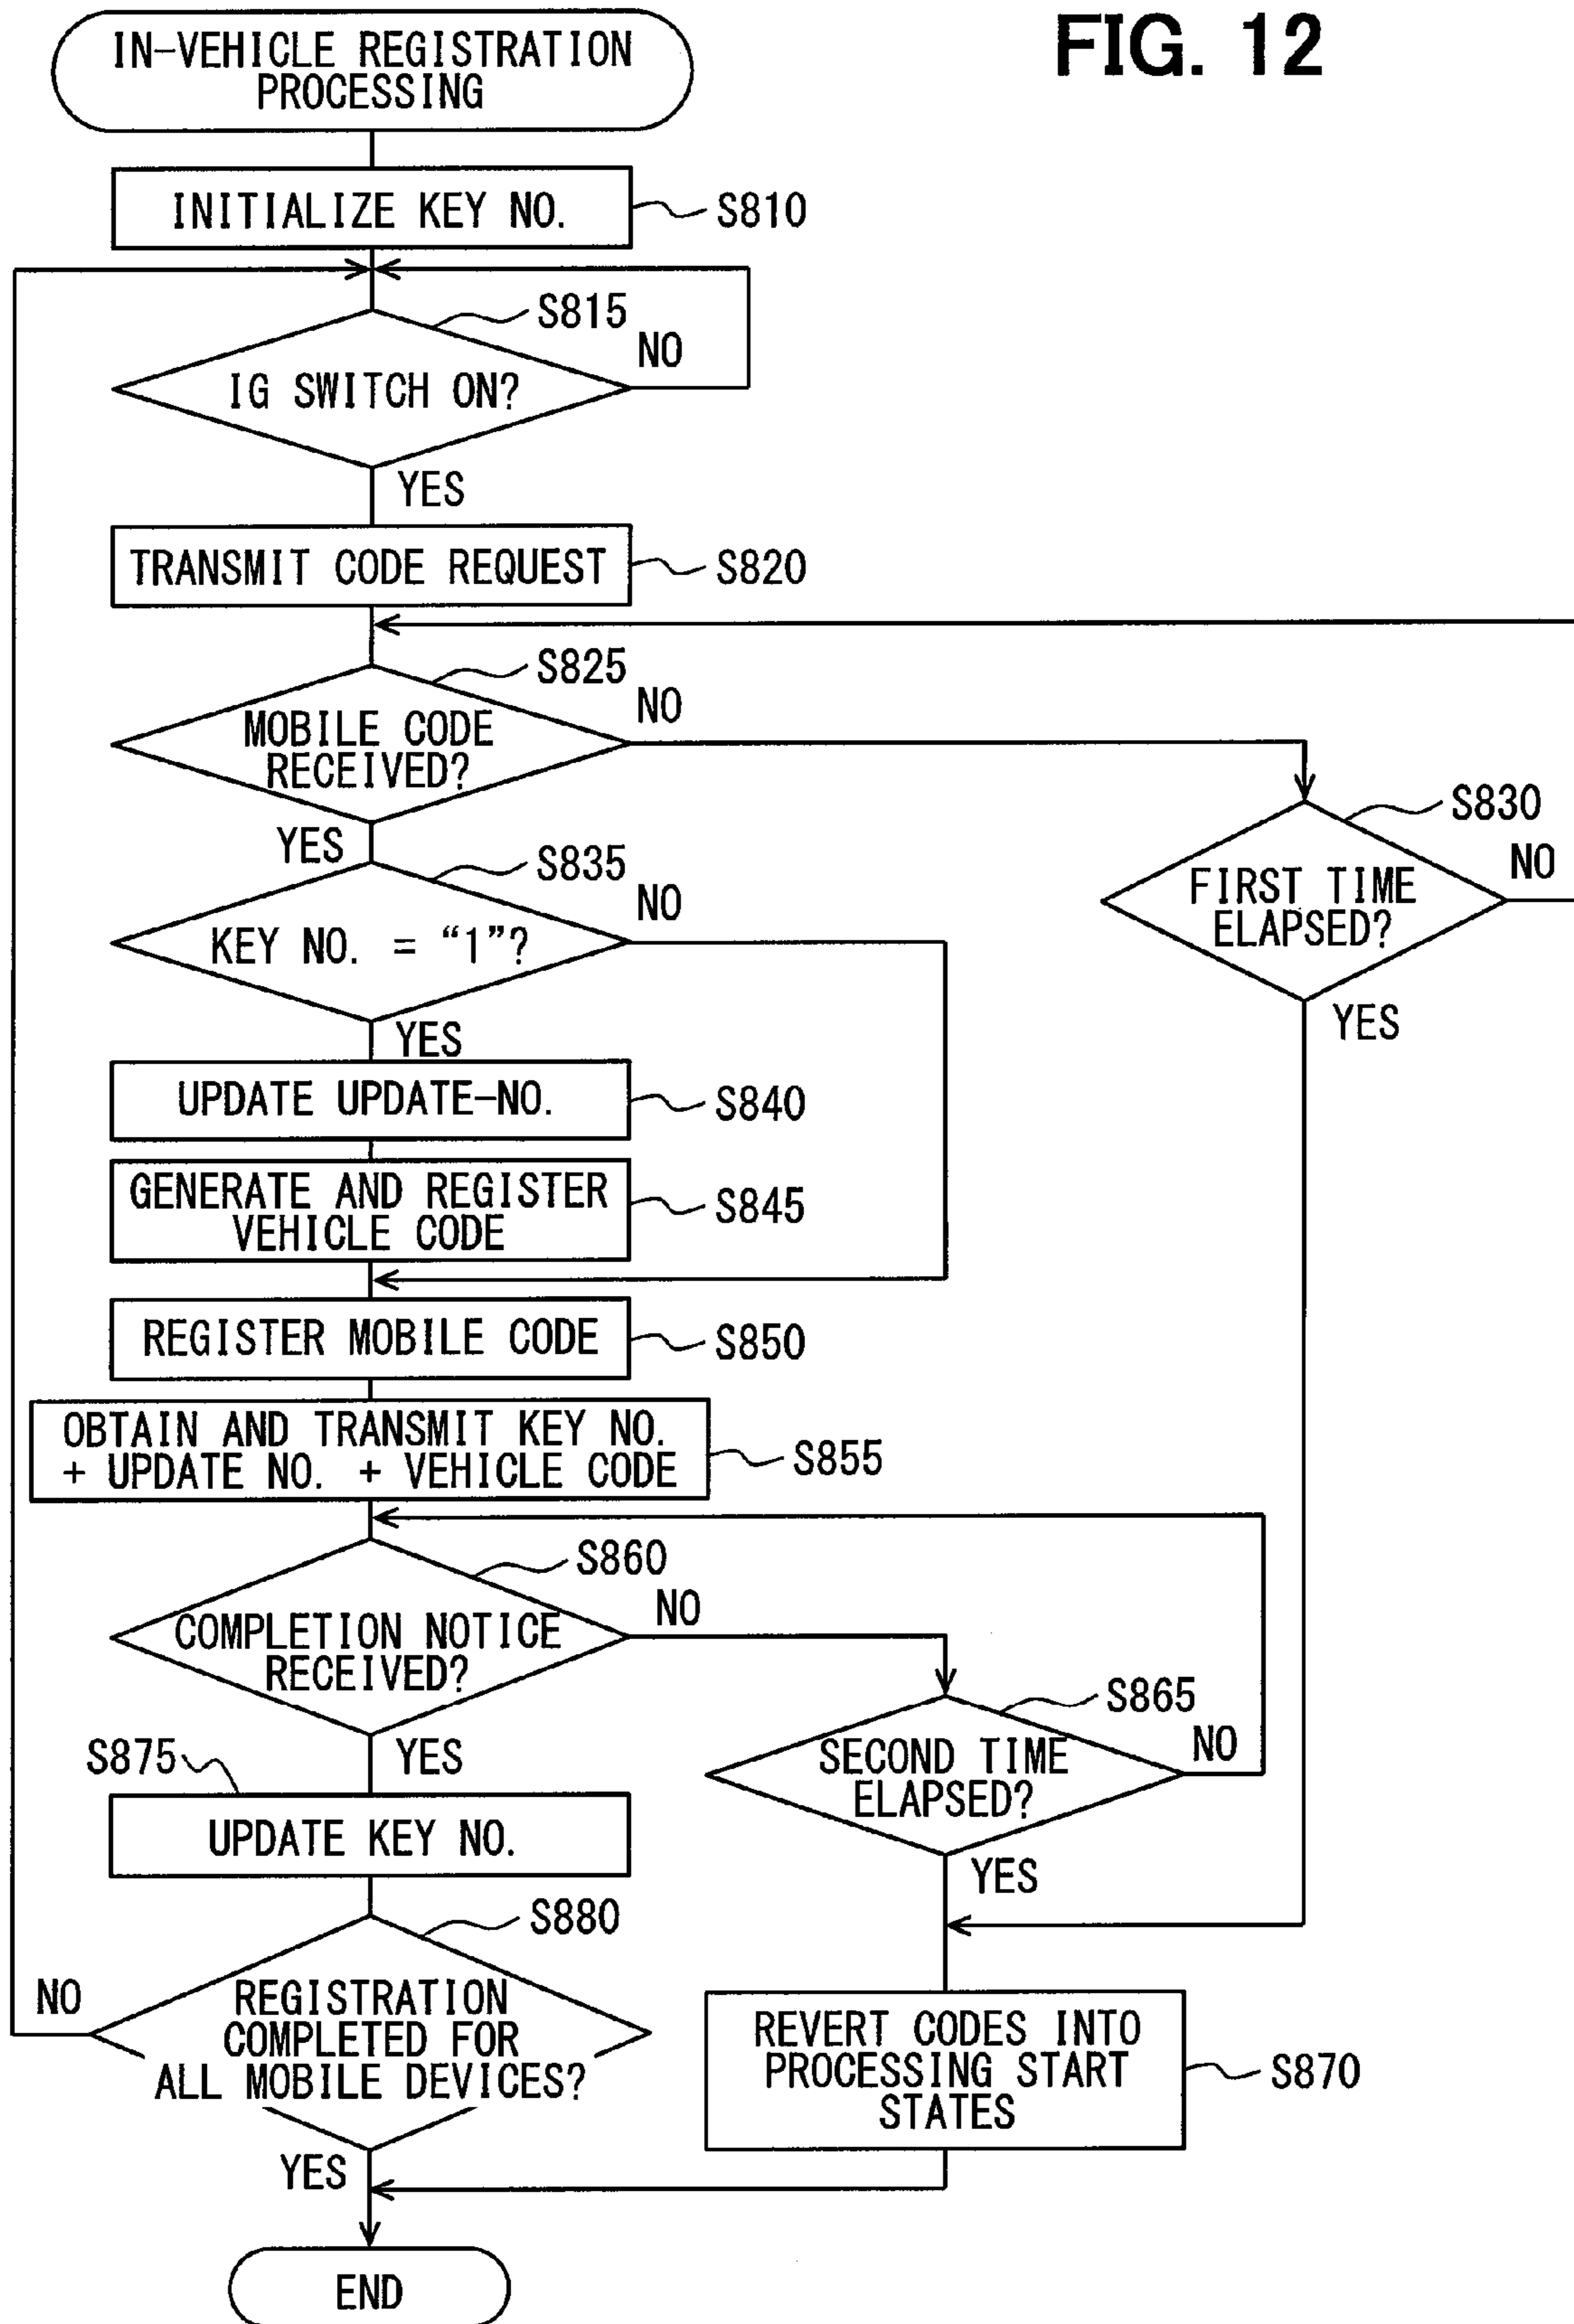 FIG. 12
IN-VEHICLE REGISTRATION
PROCESSING
INITIALIZE KEY NO.
S810
S815
NO
IG SWITCH ON?
YES
TRANSMIT CODE REQUEST
S820
S825
NO
MOBILE CODE
RECEIVED?
YES
S830
NO
FIRST TIME
ELAPSED?
YES
S835
NO
KEY NO. = “1”?
YES
UPDATE UPDATE-NO.
S840
GENERATE AND REGISTER
VEHICLE CODE
S845
REGISTER MOBILE CODE
S850
OBTAIN AND TRANSMIT KEY NO.
+ UPDATE NO. + VEHICLE CODE
S855
S860
NO
COMPLETION NOTICE
RECEIVED?
YES
S865
NO
SECOND TIME
ELAPSED?
YES
S875
UPDATE KEY NO.
S880
NO
REGISTRATION
COMPLETED FOR
ALL MOBILE DEVICES?
YES
REVERT CODES INTO
PROCESSING START
STATES
S870
END